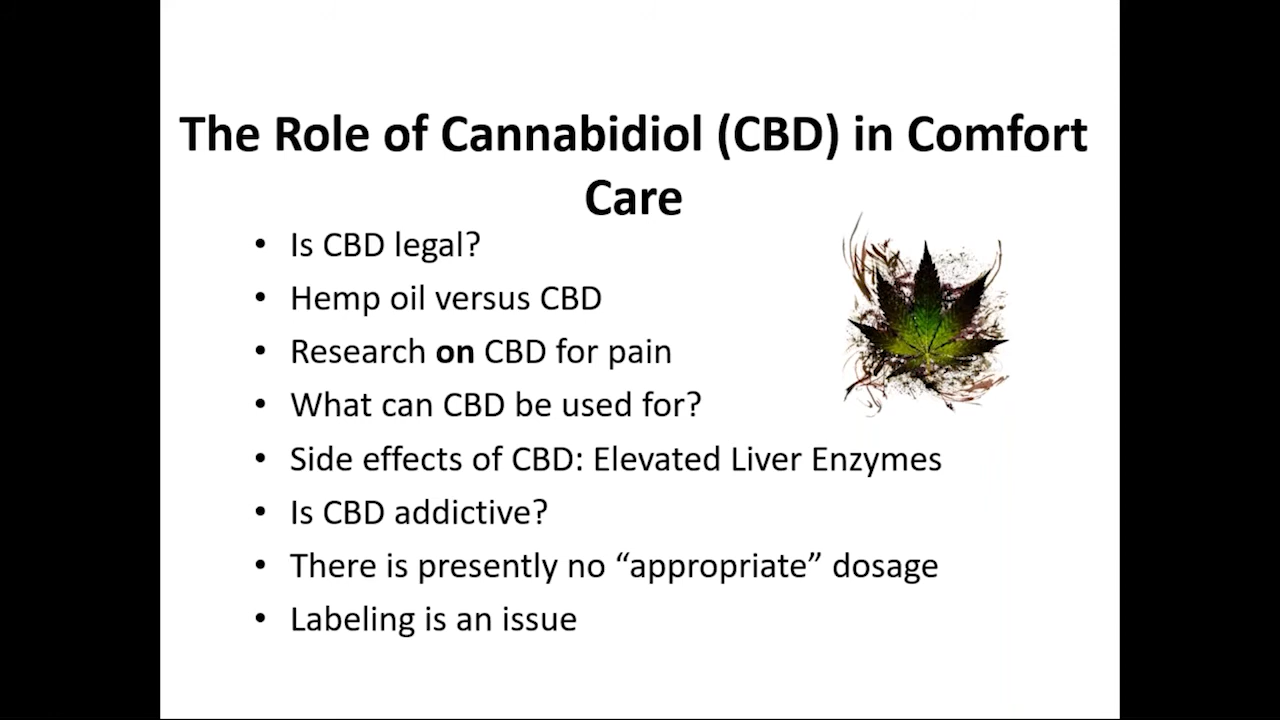 The Role of Cannabidiol (CBD) in Comfort
Care
• Is CBD legal?
• Hemp oil versus CBD
• Research on CBD for pain
• What can CBD be used for?
• Side effects of CBD: Elevated Liver Enzymes
• Is CBD addictive?
• There is presently no “appropriate” dosage
• Labeling is an issue